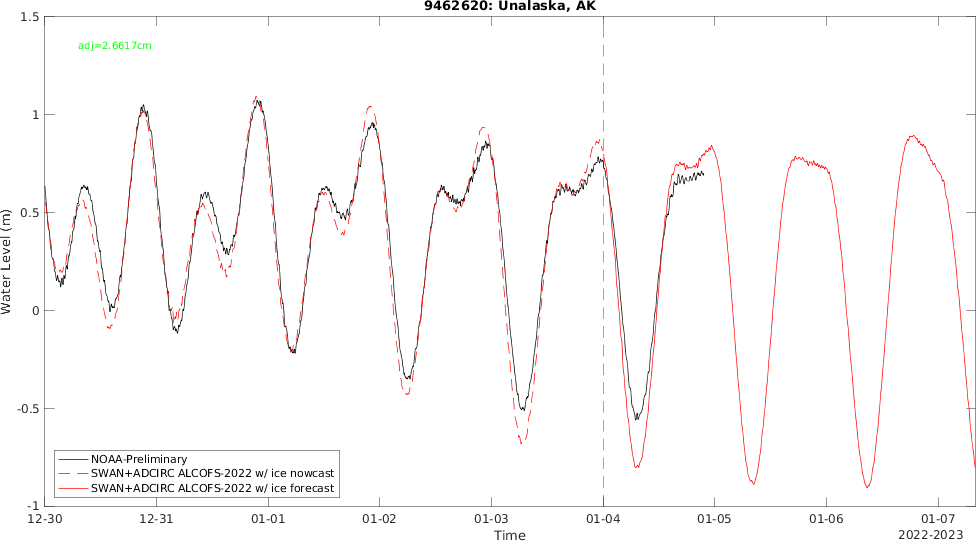 9462620: Unalaska, AK
adj=2.6617cm
1.5
1
0.5
0
-0.5
-1
Water Level (m)
NOAA-Preliminary
SWAN+ADCIRC ALCOFS-2022 w/ ice nowcast
SWAN+ADCIRC ALCOFS-2022 w/ ice forecast
12-30 12-31 01-01 01-02 01-03 01-04 01-05 01-06 01-07
Time
2022-2023